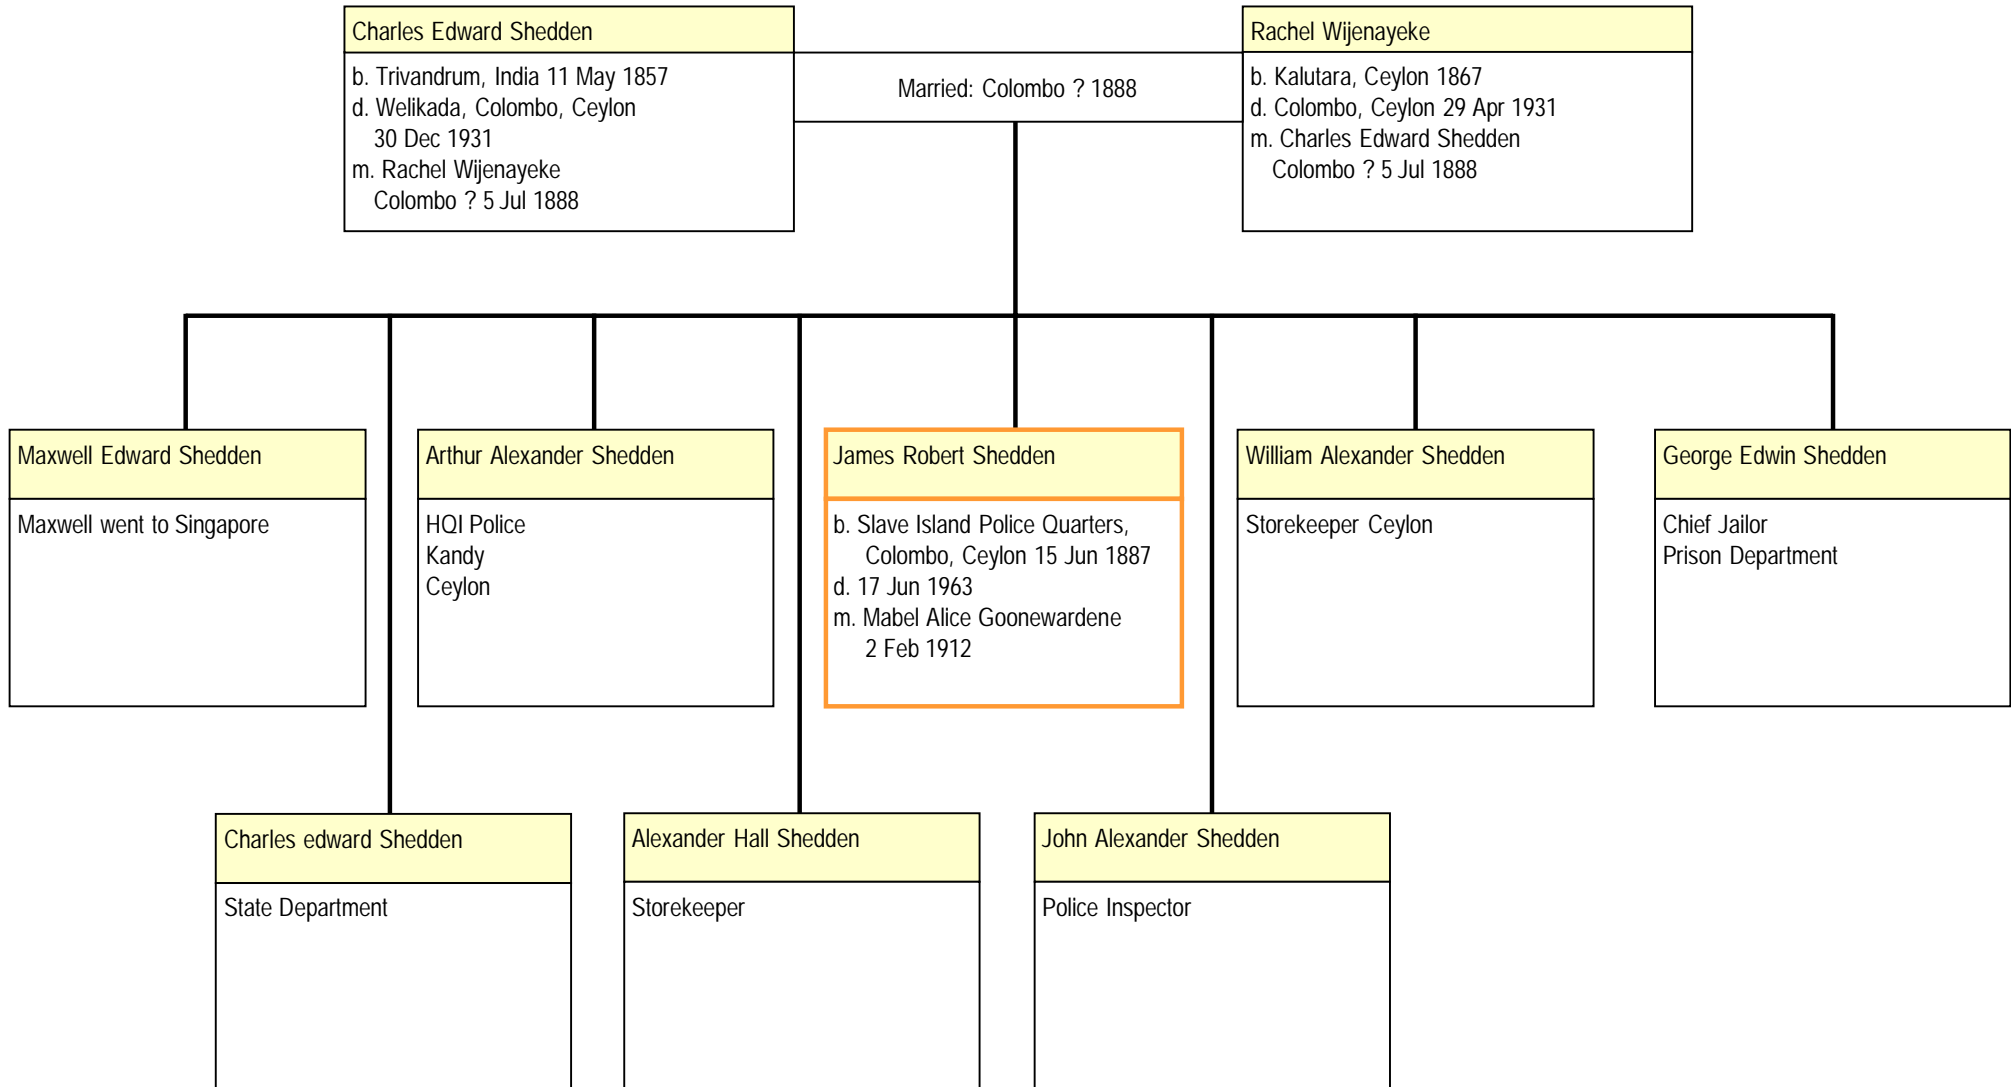 Charles Edward Shedden
b. Trivandrum, India 11 May 1857
d. Welikada, Colombo, Ceylon
30 Dec 1931
m. Rachel Wijenayeke
Colombo ? 5 Jul 1888
Married: Colombo ? 1888
Rachel Wijenayeke
b. Kalutara, Ceylon 1867
d. Colombo, Ceylon 29 Apr 1931
m. Charles Edward Shedden
Colombo ? 5 Jul 1888
Maxwell Edward Shedden
Maxwell went to Singapore
Arthur Alexander Shedden
HQI Police
Kandy
Ceylon
James Robert Shedden
b. Slave Island Police Quarters,
Colombo, Ceylon 15 Jun 1887
d. 17 Jun 1963
m. Mabel Alice Goonewardene
2 Feb 1912
William Alexander Shedden
Storekeeper Ceylon
George Edwin Shedden
Chief Jailor
Prison Department
Charles edward Shedden
State Department
Alexander Hall Shedden
Storekeeper
John Alexander Shedden
Police Inspector